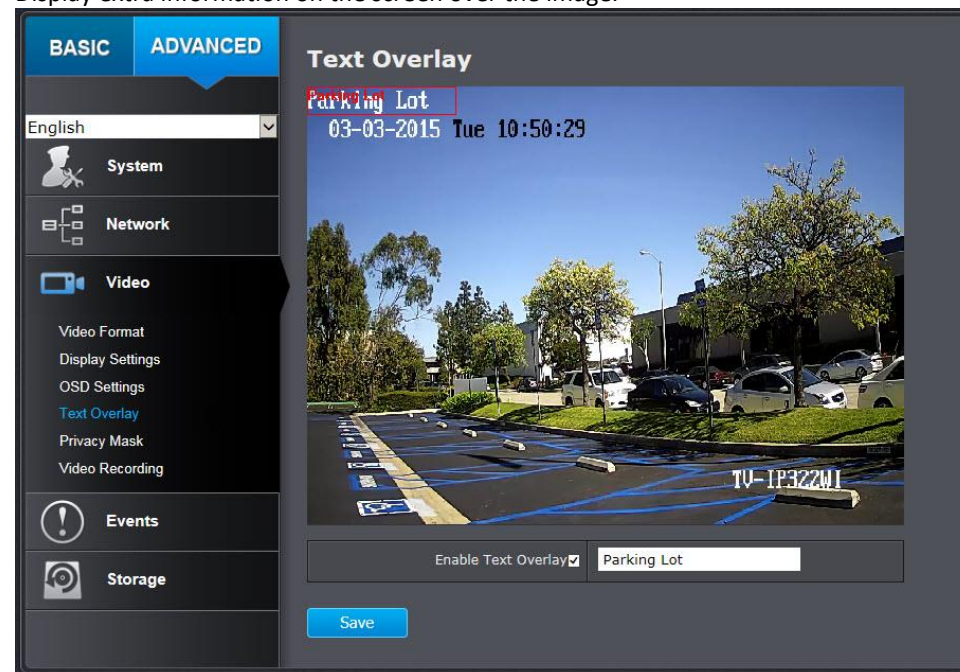 Display extra information on the screen over the image.
BASIC ADVANCED
Text Overlay
English
Parking Lot
Parking Lot
03-03-2015 Tue 10:50:29
System
Network
Video
Video Format
Display Settings
OSD Settings
Text Overlay
Privacy Mask
Video Recording
TV-IP322WI
Events
Enable Text Overlay Parking Lot
Storage
Save